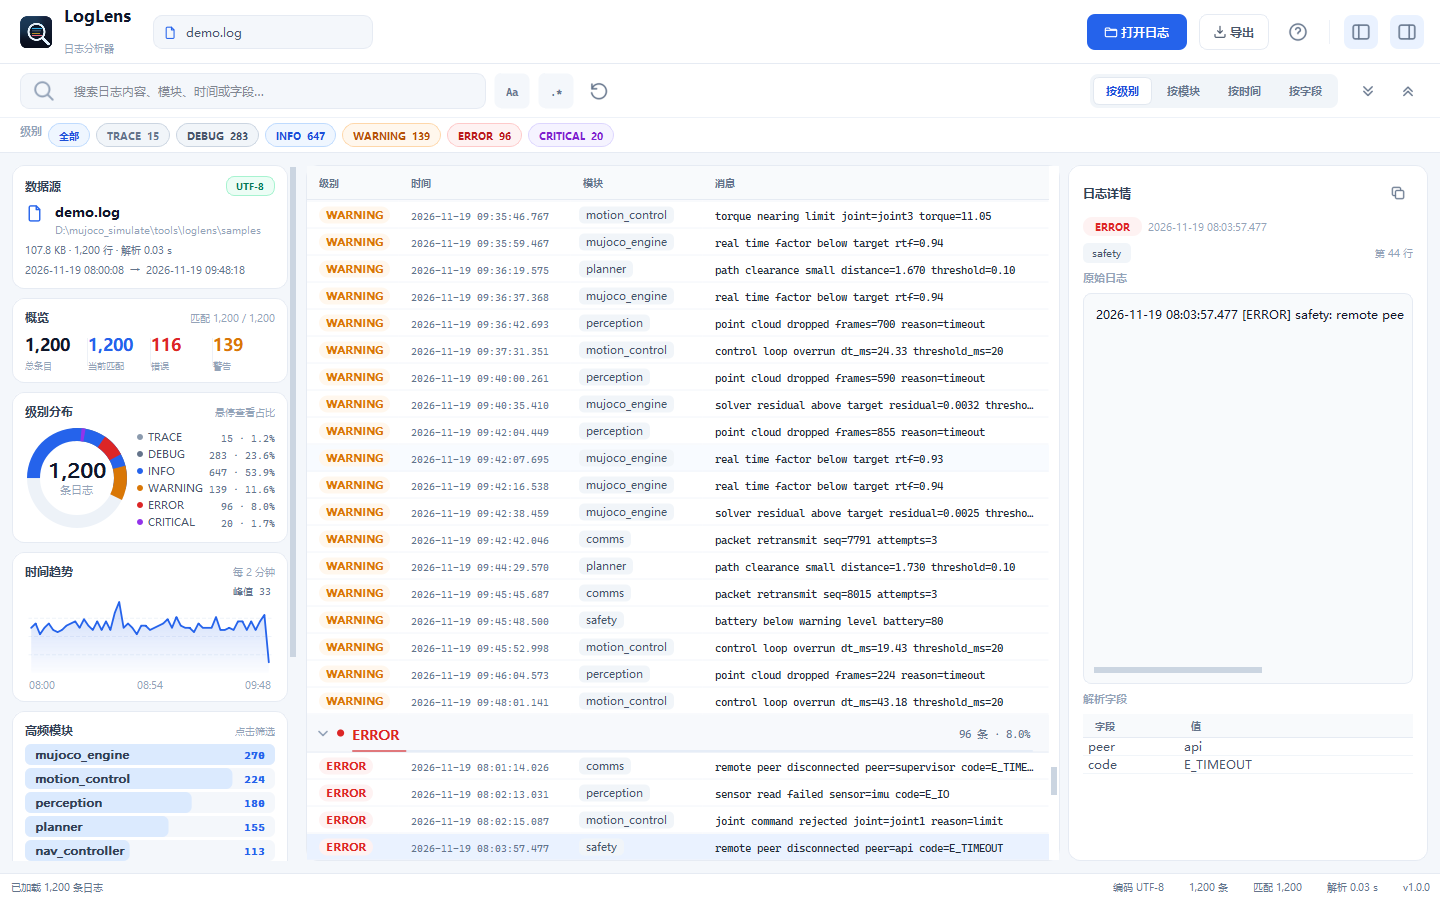 LogLens
日志分析器
demo.log
打开日志
导出
搜索日志内容、模块、时间或字段...
Aa
.*
按级别
按模块
按时间
按字段
级别
全部
TRACE 15
DEBUG 283
INFO 647
WARNING 139
ERROR 96
CRITICAL 20
数据源
UTF-8
demo.log
D:\mujoco_simulate\tools\loglens\samples
107.8 KB · 1,200 行 · 解析 0.03 s
2026-11-19 08:00:08 → 2026-11-19 09:48:18
概览
匹配 1,200 / 1,200
1,200
1,200
116
139
总条目
当前匹配
错误
警告
级别分布
悬停查看占比
1,200
条日志
TRACE 15 · 1.2%
DEBUG 283 · 23.6%
INFO 647 · 53.9%
WARNING 139 · 11.6%
ERROR 96 · 8.0%
CRITICAL 20 · 1.7%
时间趋势
每 2 分钟
峰值 33
08:00
08:54
09:48
高频模块
点击筛选
mujoco_engine 270
motion_control 224
perception 180
planner 155
nav_controller 113
级别 时间 模块 消息
WARNING 2026-11-19 09:35:46.767 motion_control torque nearing limit joint=joint3 torque=11.05
WARNING 2026-11-19 09:35:59.467 mujoco_engine real time factor below target rtf=0.94
WARNING 2026-11-19 09:36:19.575 planner path clearance small distance=1.670 threshold=0.10
WARNING 2026-11-19 09:36:37.368 mujoco_engine real time factor below target rtf=0.94
WARNING 2026-11-19 09:36:42.693 perception point cloud dropped frames=700 reason=timeout
WARNING 2026-11-19 09:37:31.351 motion_control control loop overrun dt_ms=24.33 threshold_ms=20
WARNING 2026-11-19 09:40:00.261 perception point cloud dropped frames=590 reason=timeout
WARNING 2026-11-19 09:40:35.410 mujoco_engine solver residual above target residual=0.0032 thresho…
WARNING 2026-11-19 09:42:04.449 perception point cloud dropped frames=855 reason=timeout
WARNING 2026-11-19 09:42:07.695 mujoco_engine real time factor below target rtf=0.93
WARNING 2026-11-19 09:42:16.538 mujoco_engine real time factor below target rtf=0.94
WARNING 2026-11-19 09:42:38.459 mujoco_engine solver residual above target residual=0.0025 thresho…
WARNING 2026-11-19 09:42:42.046 comms packet retransmit seq=7791 attempts=3
WARNING 2026-11-19 09:44:29.570 planner path clearance small distance=1.730 threshold=0.10
WARNING 2026-11-19 09:45:45.687 comms packet retransmit seq=8015 attempts=3
WARNING 2026-11-19 09:45:48.500 safety battery below warning level battery=80
WARNING 2026-11-19 09:45:52.998 motion_control control loop overrun dt_ms=19.43 threshold_ms=20
WARNING 2026-11-19 09:46:04.573 perception point cloud dropped frames=224 reason=timeout
WARNING 2026-11-19 09:48:01.141 motion_control control loop overrun dt_ms=43.18 threshold_ms=20
ERROR 96 条 · 8.0%
ERROR 2026-11-19 08:01:14.026 comms remote peer disconnected peer=supervisor code=E_TIME…
ERROR 2026-11-19 08:02:13.031 perception sensor read failed sensor=imu code=E_IO
ERROR 2026-11-19 08:02:15.087 motion_control joint command rejected joint=joint1 reason=limit
ERROR 2026-11-19 08:03:57.477 safety remote peer disconnected peer=api code=E_TIMEOUT
日志详情
ERROR 2026-11-19 08:03:57.477
safety
第 44 行
原始日志
2026-11-19 08:03:57.477 [ERROR] safety: remote pee
解析字段
字段 值
peer api
code E_TIMEOUT
已加载 1,200 条日志
编码 UTF-8
1,200 条
匹配 1,200
解析 0.03 s
v1.0.0